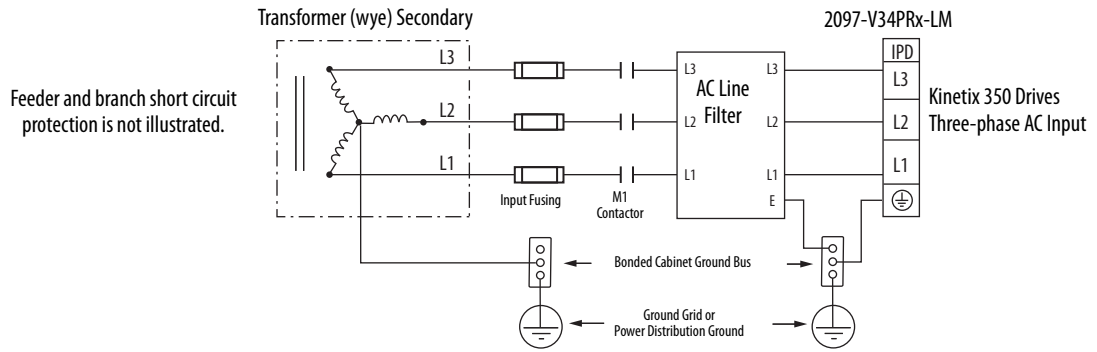 Transformer (wye) Secondary
2097-V34PRx-LM
Feeder and branch short circuit
protection is not illustrated.
L3
L2
L1
Input Fusing
M1
Contactor
AC Line
Filter
L3
L2
L1
L3
L2
L1
E
IPD
L3
L2
L1
Kinetix 350 Drives
Three-phase AC Input
Bonded Cabinet Ground Bus
Ground Grid or
Power Distribution Ground